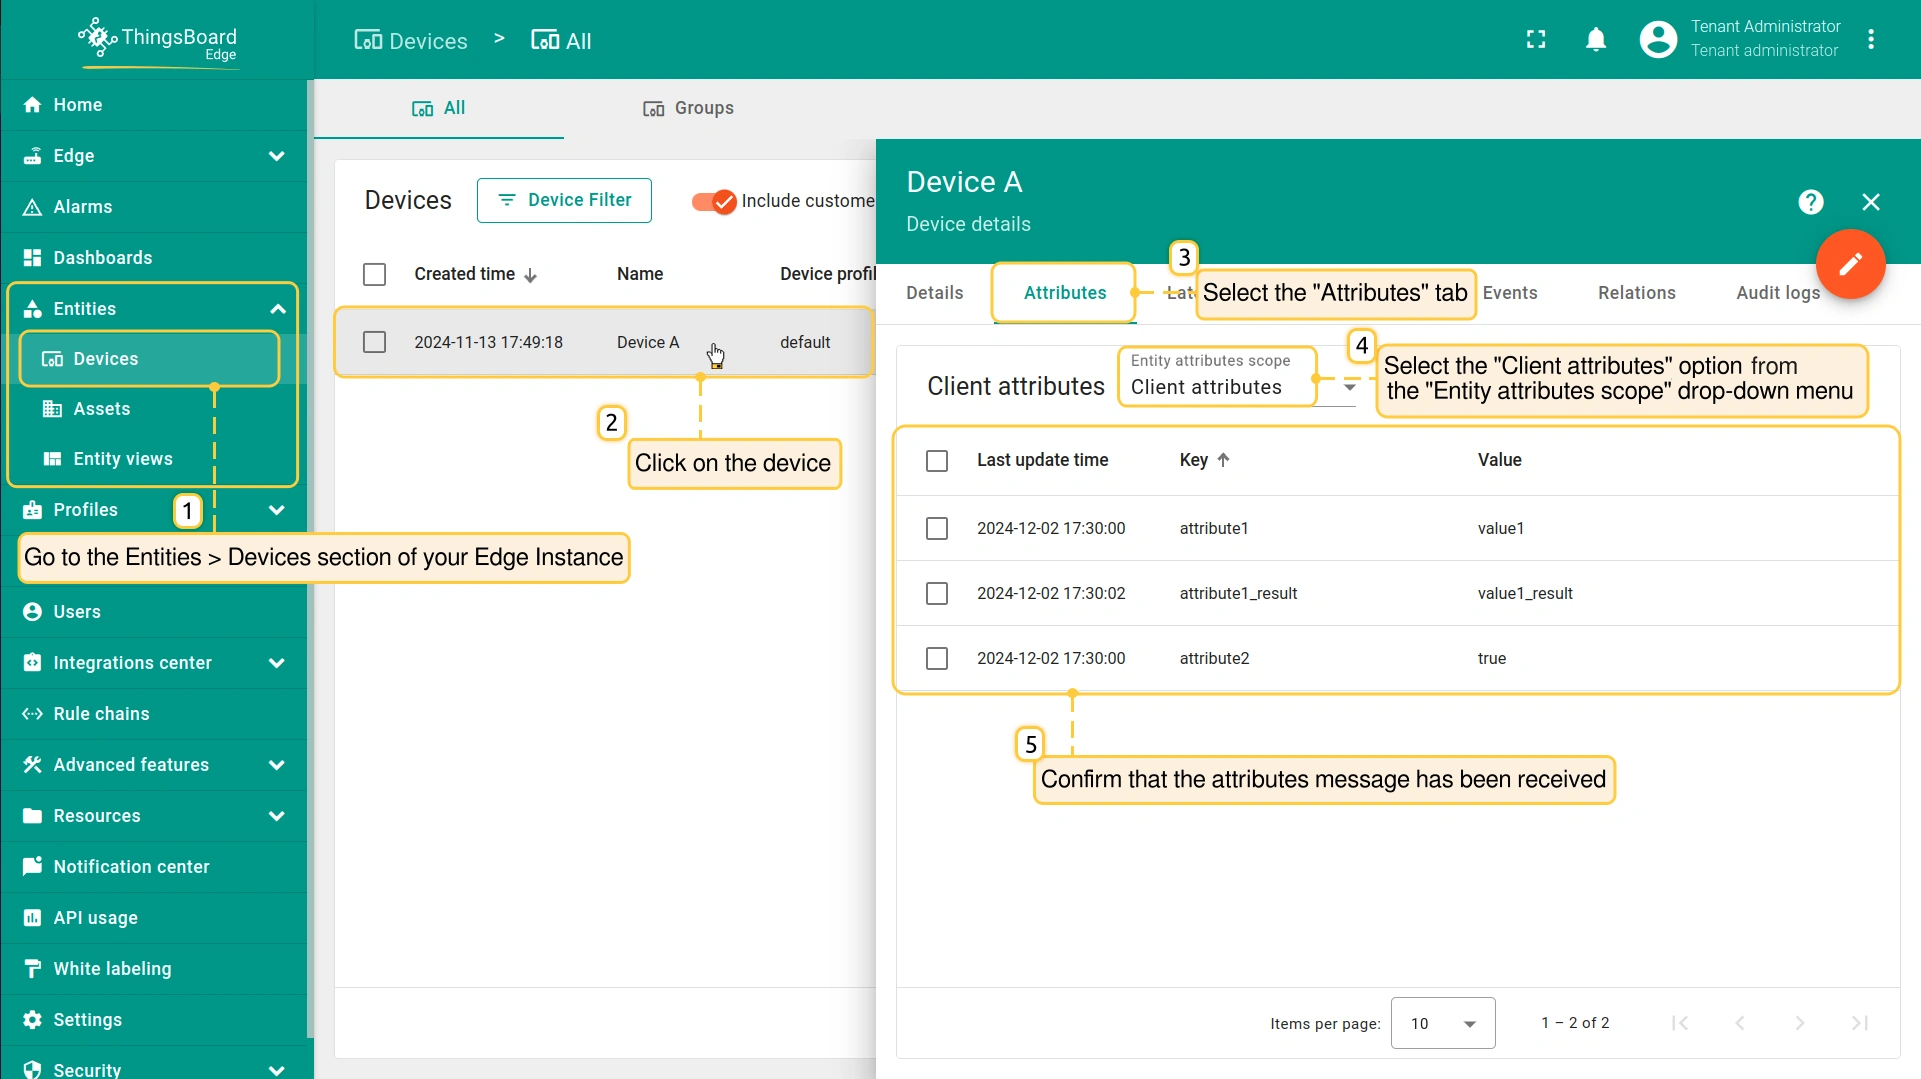 ThingsBoard
Edge
Devices > All
Tenant Administrator
Tenant administrator
Home
Edge
Alarms
Dashboards
Entities
Devices
Assets
Entity views
Profiles
1
Go to the Entities > Devices section of your Edge Instance
Users
Integrations center
Rule chains
Advanced features
Resources
Notification center
API usage
White labeling
Settings
Security
All
Groups
Devices
Device Filter
Include custome
Created time
Name
Device profil
2024-11-13 17:49:18
Device A
default
2
Click on the device
Device A
Device details
Details
Attributes
Lat
3
Select the "Attributes" tab
Events
Relations
Audit logs
Client attributes
Entity attributes scope
Client attributes
4
Select the "Client attributes" option from
the "Entity attributes scope" drop-down menu
Last update time
Key
Value
2024-12-02 17:30:00
attribute1
value1
2024-12-02 17:30:02
attribute1_result
value1_result
2024-12-02 17:30:00
attribute2
true
5
Confirm that the attributes message has been received
Items per page:
10
1 – 2 of 2